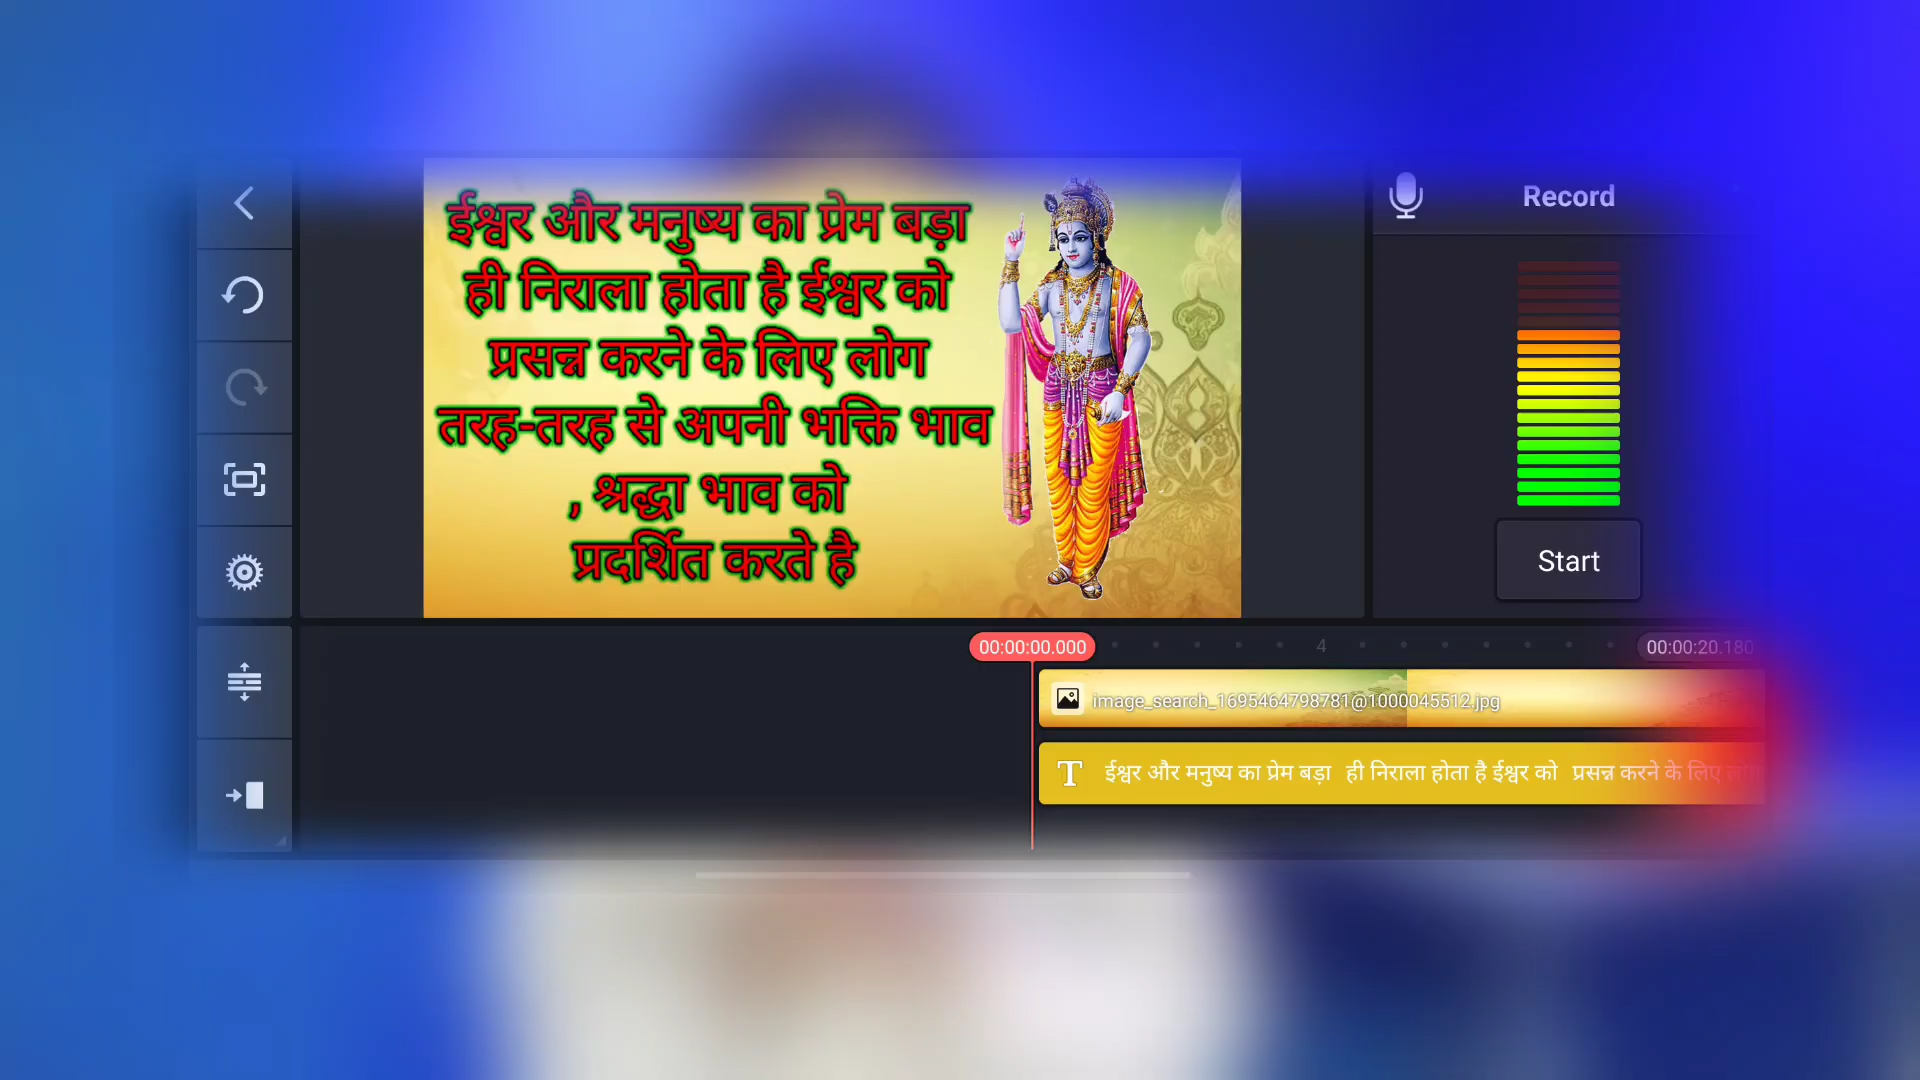 Record
ईश्वर और मनुष्य का प्रेम बड़ा
ही निराला होता है ईश्वर को
प्रसन्न करने के लिए लोग
तरह-तरह से अपनी भक्ति भाव
, श्रद्धा भाव को
प्रदर्शित करते है
Start
00:00:00.000
4
00:00:20.180
image_search_1695464798781@1000045512.jpg
T ईश्वर और मनुष्य का प्रेम बड़ा ही निराला होता है ईश्वर को प्रसन्न करने के लिए लोग